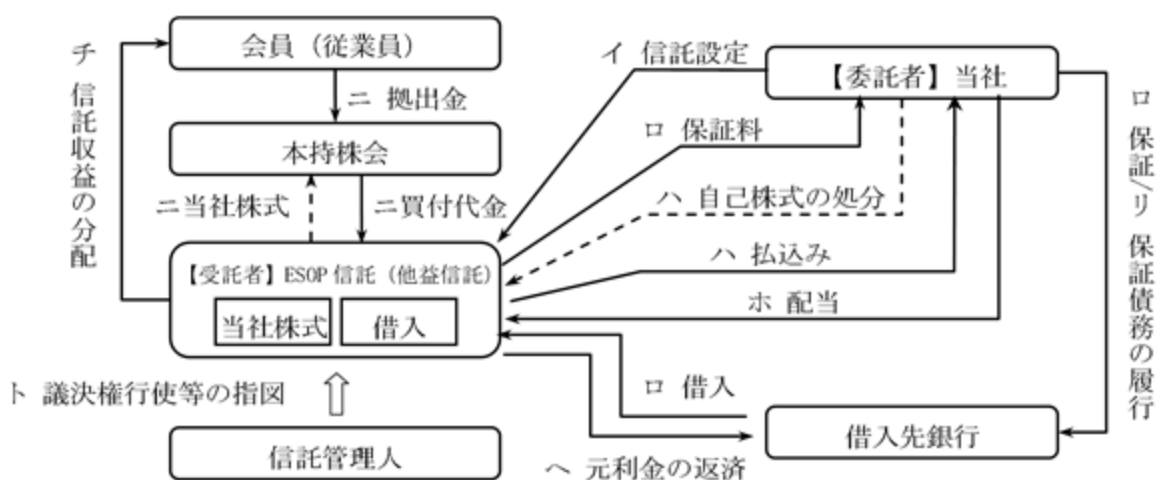 会員（従業員）
ニ 拠出金
本持株会
ニ当社株式
ニ買付代金
【受託者】ESOP 信託（他益信託）
当社株式
借入
チ 信託収益の分配
ト 議決権行使等の指図
信託管理人
イ 信託設定
【委託者】当社
ロ 保証料
ハ 自己株式の処分
ハ 払込み
ホ 配当
ロ 借入
借入先銀行
ヘ 元利金の返済
ロ 保証/リ 保証債務の履行